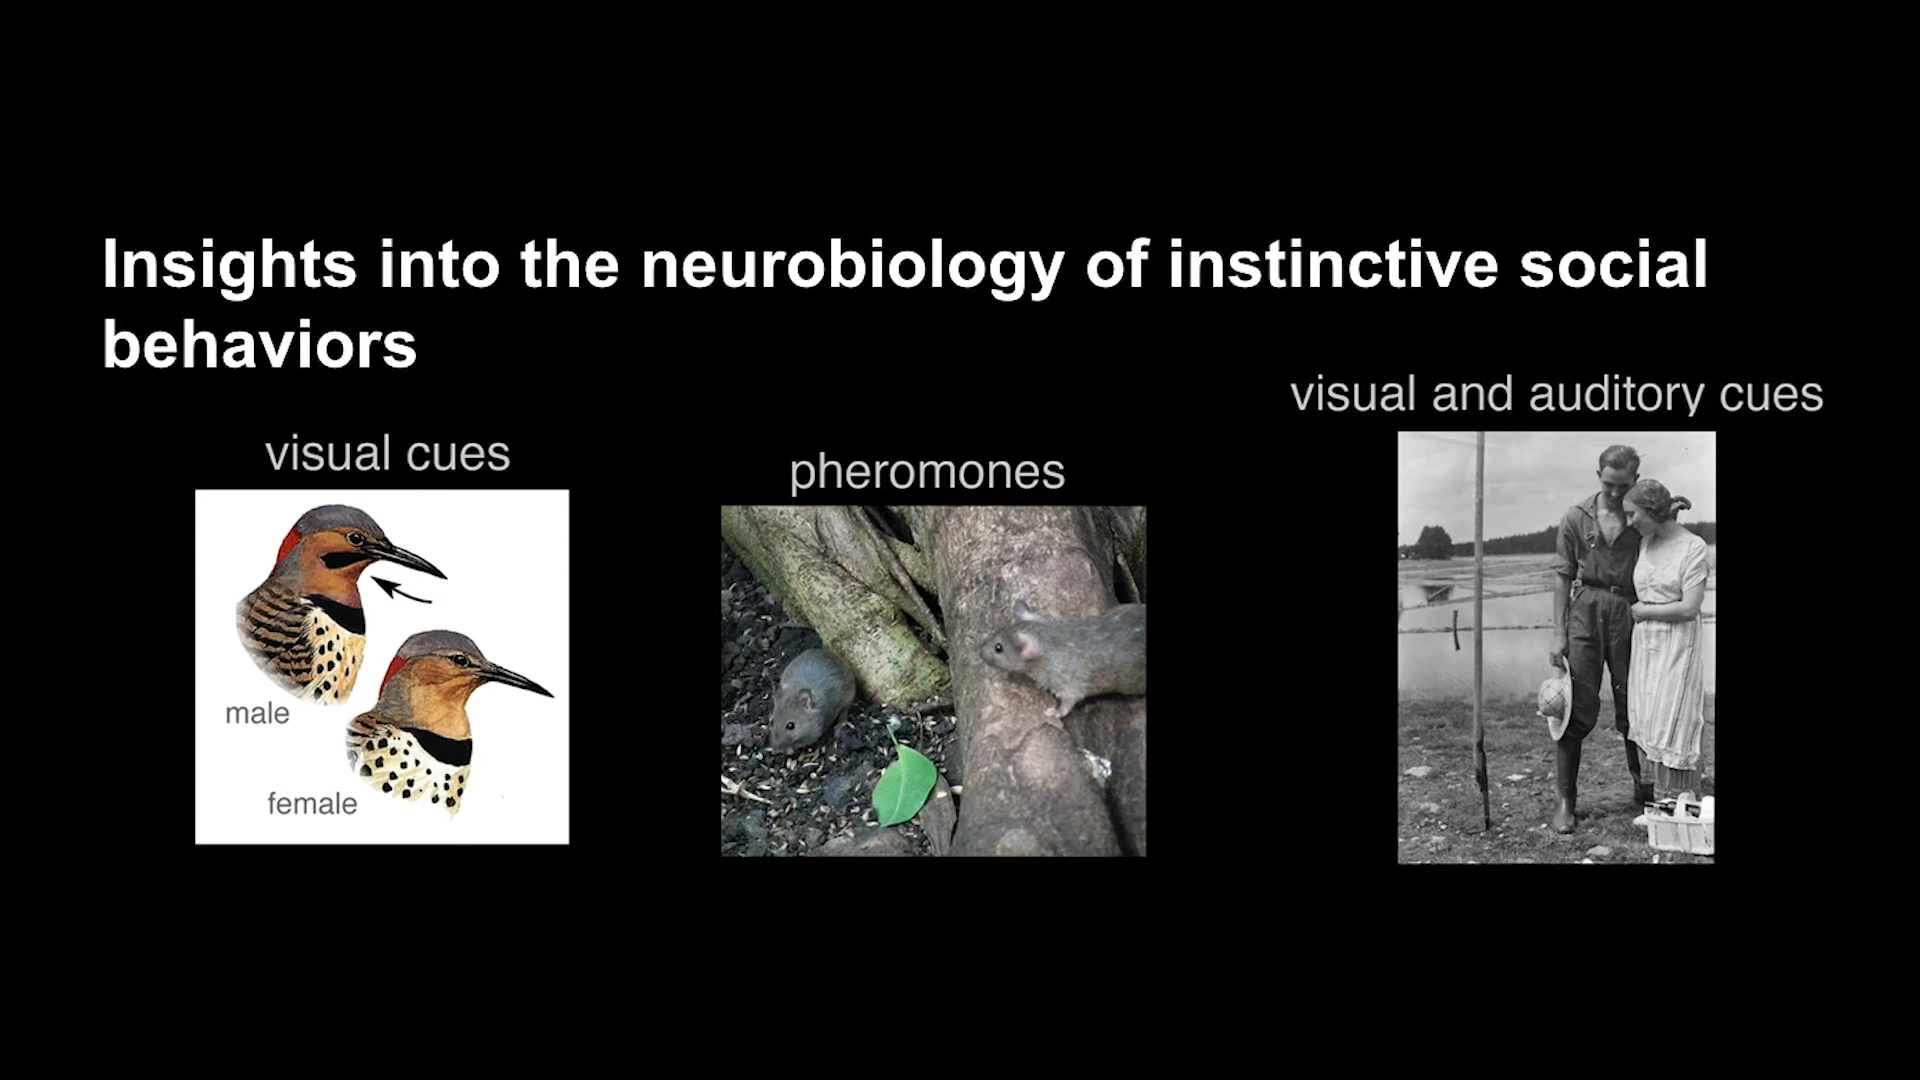 Insights into the neurobiology of instinctive social
behaviors
visual cues
male
female
pheromones
visual and auditory cues